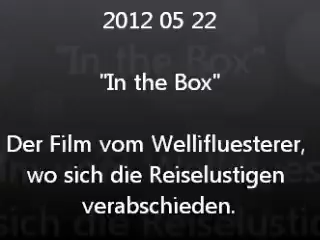 2012 05 22
"In the Box"
Der Film vom Wellifluesterer,
wo sich die Reiselustigen
verabschieden.